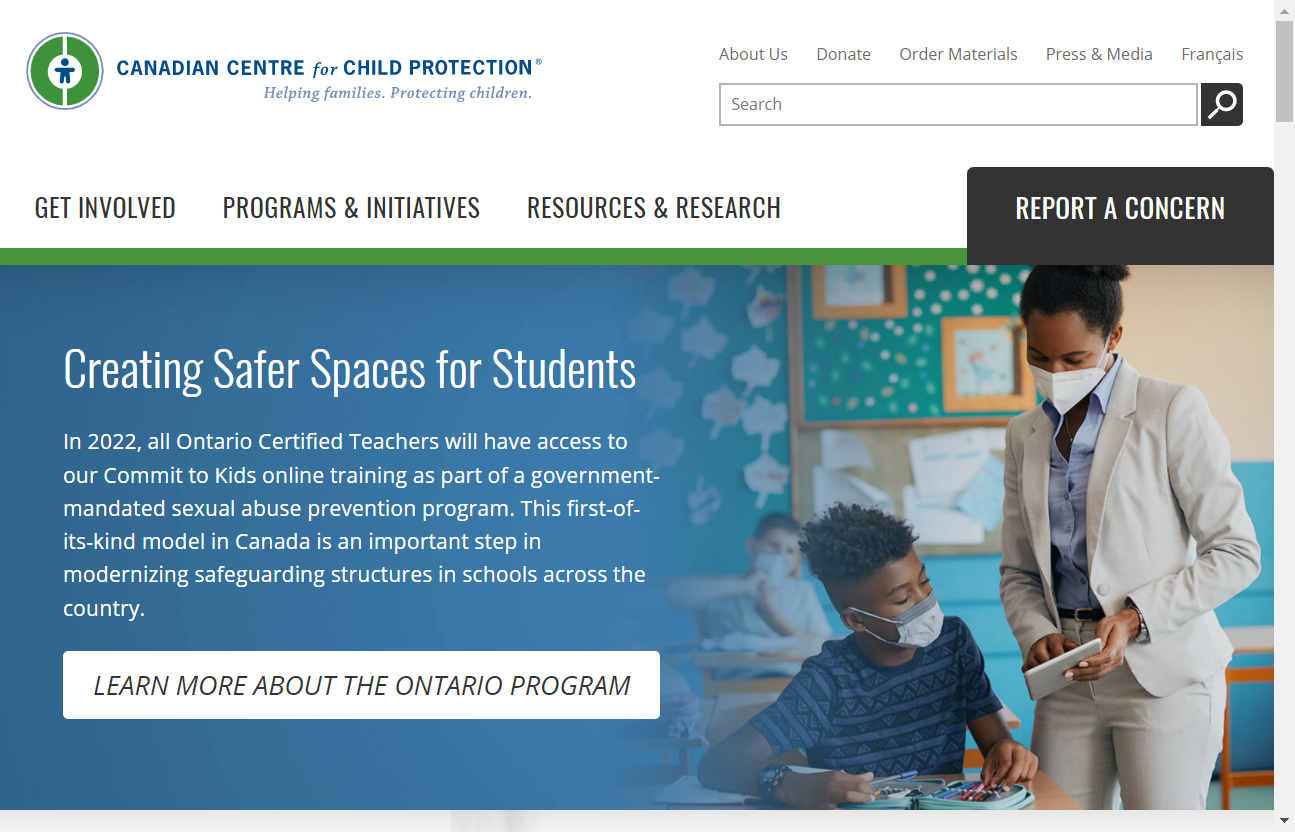 CANADIAN CENTRE for CHILD PROTECTION®
Helping families. Protecting children.
About Us Donate Order Materials Press & Media Français
Search
GET INVOLVED PROGRAMS & INITIATIVES RESOURCES & RESEARCH REPORT A CONCERN
Creating Safer Spaces for Students
In 2022, all Ontario Certified Teachers will have access to
our Commit to Kids online training as part of a government-
mandated sexual abuse prevention program. This first-of-
its-kind model in Canada is an important step in
modernizing safeguarding structures in schools across the
country.
LEARN MORE ABOUT THE ONTARIO PROGRAM